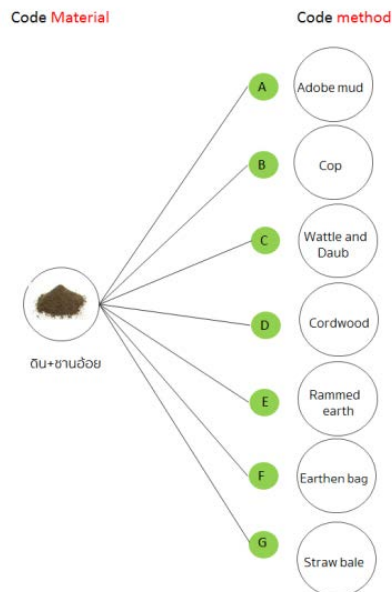 Code Material
Code method
A
Adobe mud
B
Cop
C
Wattle and
Daub
D
Cordwood
ดิน+ชานอ้อย
E
Rammed
earth
F
Earthen bag
G
Straw bale